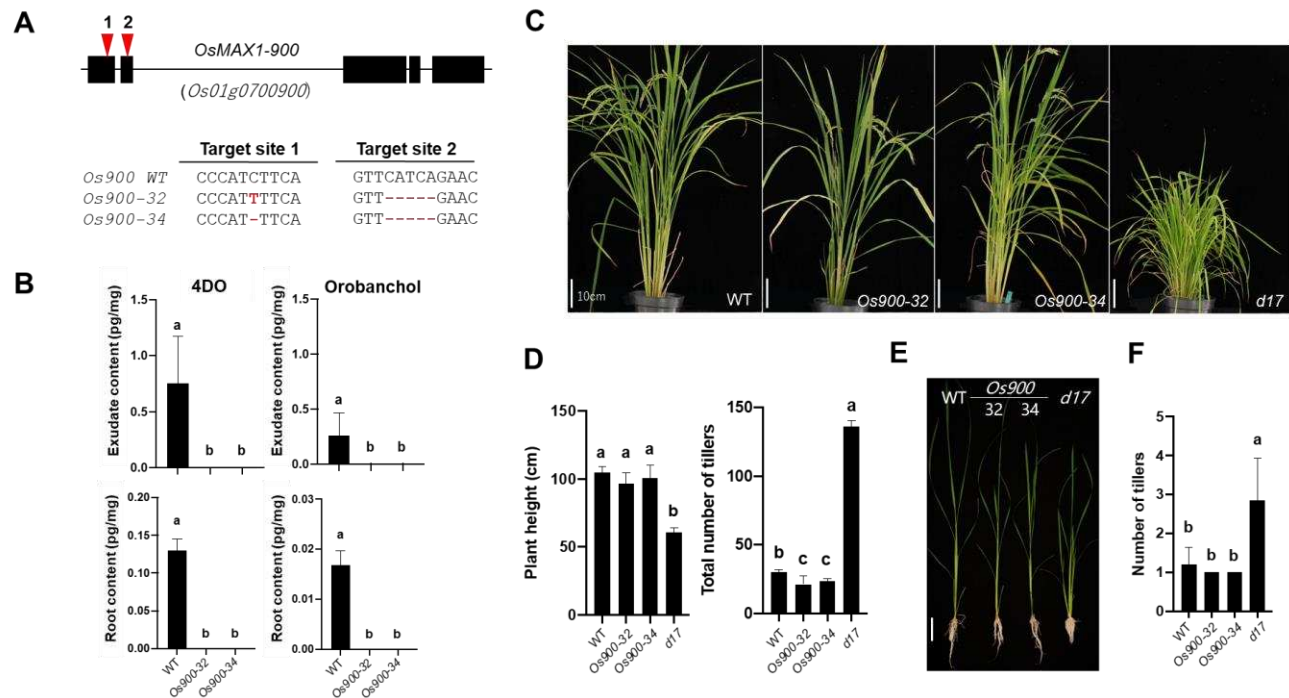 A
1 2
OsMAX1-900
(Os01g0700900)
Target site 1 Target site 2
Os900 WT CCCATCTTCA GTTCATCAGAAC
Os900-32 CCCATTTTCA GTT-----GAAC
Os900-34 CCCAT-TTCA GTT-----GAAC
B
4DO Orobanchol
Exudate content (pg/mg)
1.5
1.0
0.5
0.0
a b b
Exudate content (pg/mg)
1.5
1.0
0.5
0.0
a b b
Root content (pg/mg)
0.20
0.15
0.10
0.05
0.00
a b b
WT Os900-32 Os900-34
Root content (pg/mg)
0.03
0.02
0.01
0.00
a b b
WT Os900-32 Os900-34
C
10cm
WT Os900-32 Os900-34 d17
D
Plant height (cm)
150
100
50
0
a a a b
WT Os900-32 Os900-34 d17
Total number of tillers
150
100
50
0
b c c a
WT Os900-32 Os900-34 d17
E
WT Os900 d17
32 34
F
Number of tillers
5
4
3
2
1
0
b b b a
WT Os900-32 Os900-34 d17